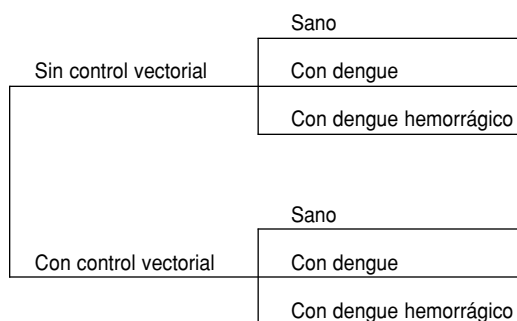 Sano
Sin control vectorial
Con dengue
Con dengue hemorrágico
Sano
Con control vectorial
Con dengue
Con dengue hemorrágico